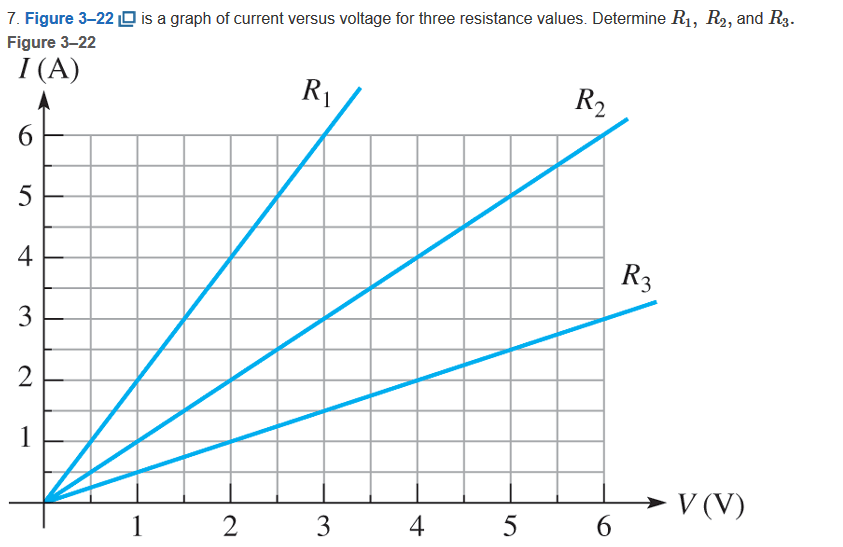 7. Figure 3–22 is a graph of current versus voltage for three resistance values. Determine R₁, R₂, and R₃.
Figure 3–22
I (A)
R₁
R₂
6
5
4
R₃
3
2
1
V (V)
1 2 3 4 5 6